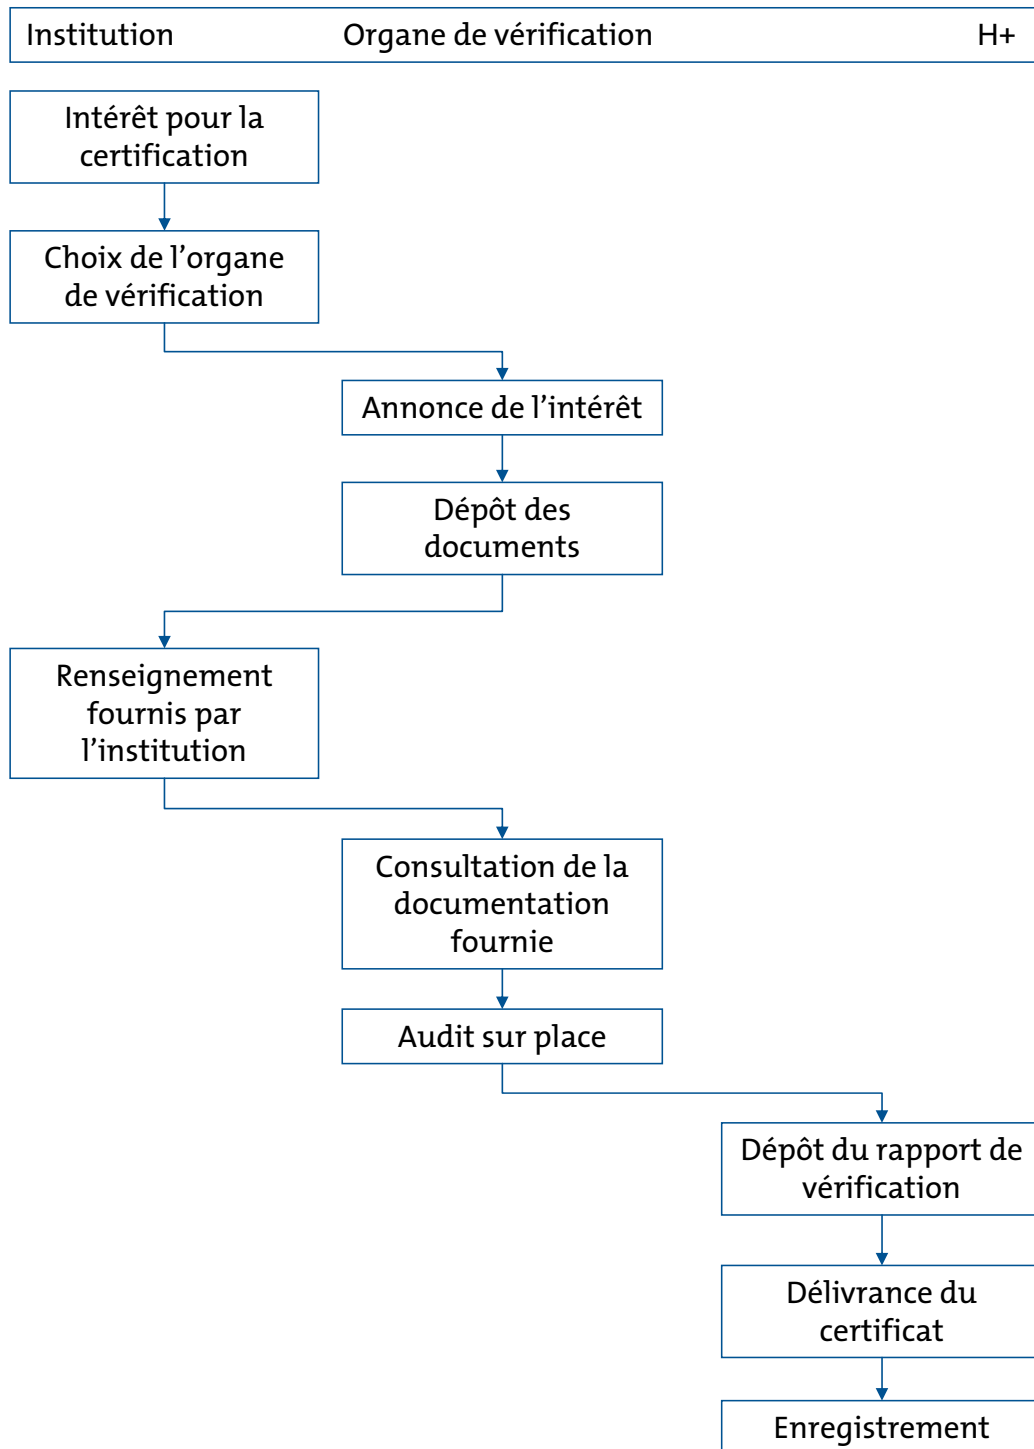 Institution Organe de vérification H+
Intérêt pour la
certification
Choix de l’organe
de vérification
Annonce de l’intérêt
Dépôt des
documents
Renseignement
fournis par
l’institution
Consultation de la
documentation
fournie
Audit sur place
Dépôt du rapport de
vérification
Délivrance du
certificat
Enregistrement